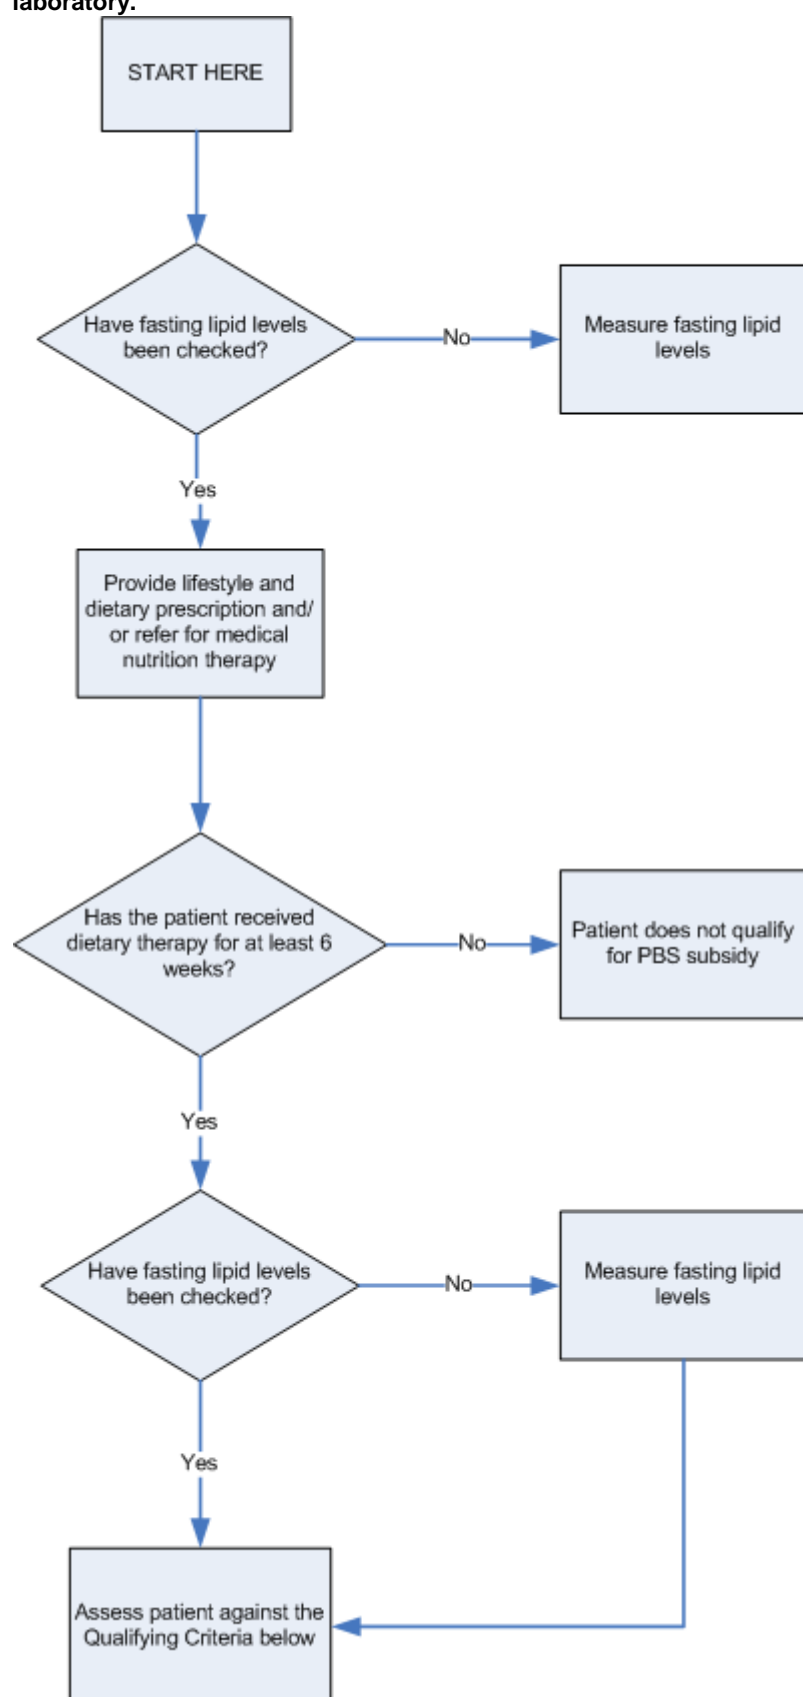 laboratory.
START HERE
Have fasting lipid levels
been checked?
No
Measure fasting lipid
levels
Yes
Provide lifestyle and
dietary prescription and/
or refer for medical
nutrition therapy
Has the patient received
dietary therapy for at least 6
weeks?
No
Patient does not qualify
for PBS subsidy
Yes
Have fasting lipid levels
been checked?
No
Measure fasting lipid
levels
Yes
Assess patient against the
Qualifying Criteria below